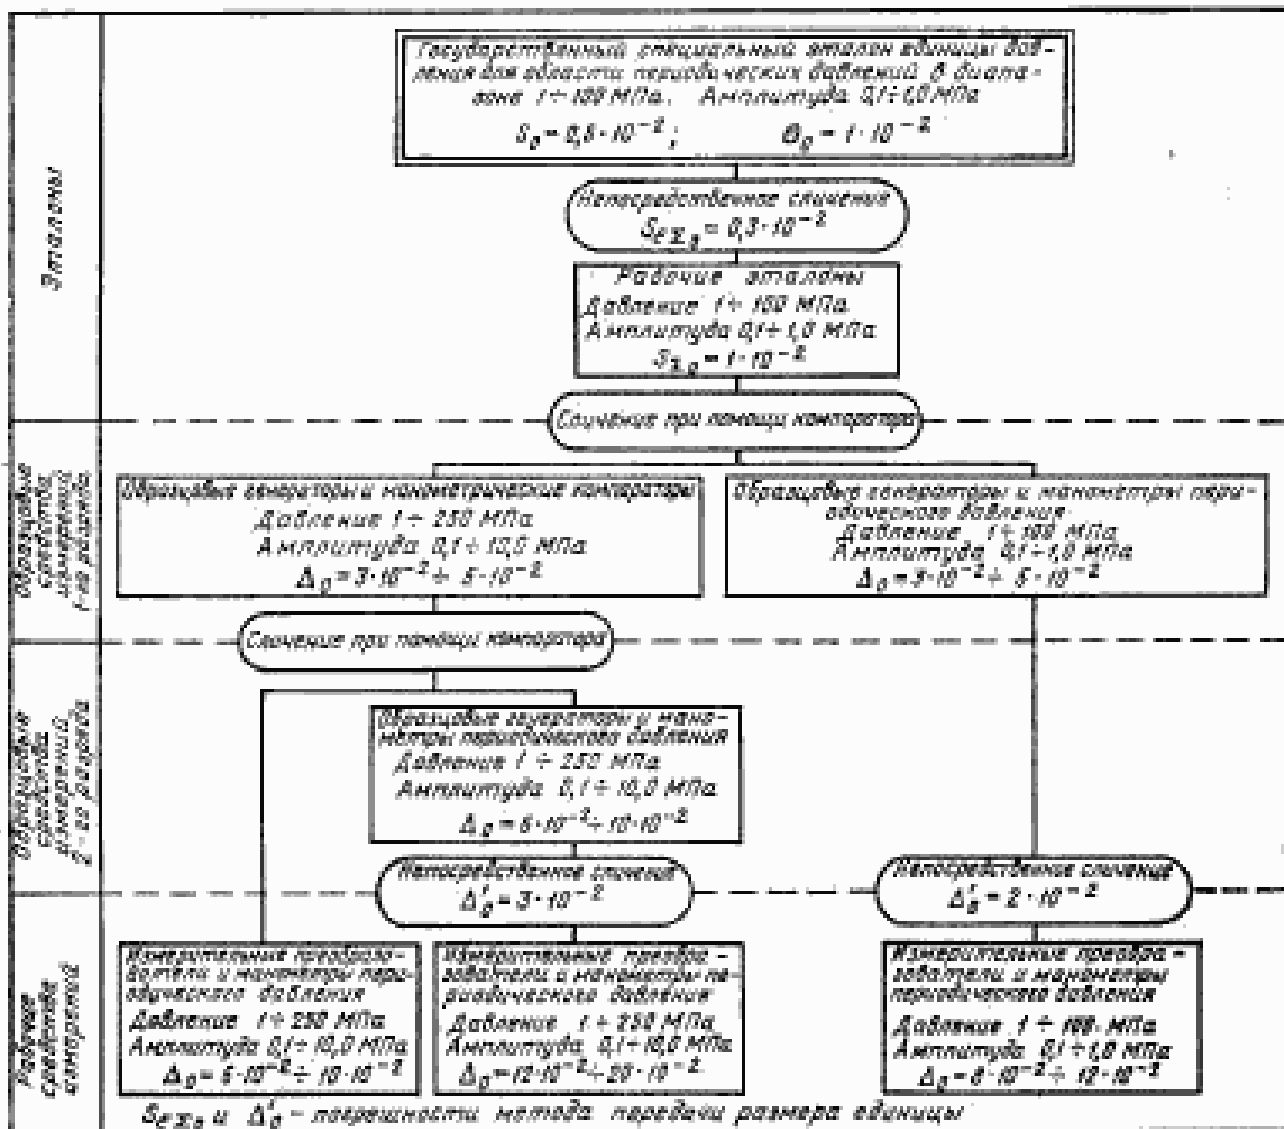 Государственный специальный эталон единицы дав-
ления для области периодических давлений в диапа-
зоне 1÷100 МПа. Амплитуда 0,1÷1,0 МПа
S₀ = 0,6·10⁻²; Θ₀ = 1·10⁻²
Непосредственное сличение
S_{eΣ₀} = 0,3·10⁻²
Рабочие эталоны
Давление 1÷100 МПа
Амплитуда 0,1÷1,0 МПа
S_{Σ₀} = 1·10⁻²
Эталоны
Сличение при помощи компаратора
Образцовые средства измерений 1-го разряда
Образцовые генераторы и манометрические компараторы
Давление 1÷250 МПа
Амплитуда 0,1÷10,0 МПа
Δ₀ = 3·10⁻² ÷ 5·10⁻²
Образцовые генераторы и манометры пери-
одического давления
Давление 1÷100 МПа
Амплитуда 0,1÷1,0 МПа
Δ₀ = 3·10⁻² ÷ 5·10⁻²
Сличение при помощи компаратора
Образцовые средства измерений 2-го разряда
Образцовые генераторы и мано-
метры периодического давления
Давление 1÷250 МПа
Амплитуда 0,1÷10,0 МПа
Δ₀ = 6·10⁻² ÷ 10·10⁻²
Непосредственное сличение
Δ'₀ = 3·10⁻²
Непосредственное сличение
Δ'₀ = 2·10⁻²
Рабочие средства измерений
Измерительные преобразо-
ватели и манометры пери-
одического давления
Давление 1÷250 МПа
Амплитуда 0,1÷10,0 МПа
Δ₀ = 6·10⁻² ÷ 10·10⁻²
Измерительные преобра-
зователи и манометры пе-
риодического давления
Давление 1÷250 МПа
Амплитуда 0,1÷10,0 МПа
Δ₀ = 12·10⁻² ÷ 20·10⁻²
Измерительные преобра-
зователи и манометры
периодического давления
Давление 1÷100 МПа
Амплитуда 0,1÷1,0 МПа
Δ₀ = 6·10⁻² ÷ 12·10⁻²
S_{eΣ₀} и Δ'₀ – погрешности метода передачи размера единицы